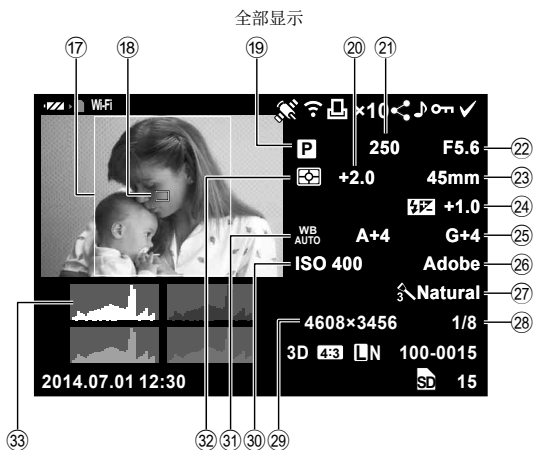 全部显示
⑰ ⑱ ⑲ ⑳ ㉑
Wi-Fi ×10
P 250 F5.6 ㉒
+2.0 45mm ㉓
+1.0 ㉔
WB AUTO A+4 G+4 ㉕
ISO 400 Adobe ㉖
3 Natural ㉗
4608×3456 1/8 ㉘
3D 4:3 LN 100-0015
2014.07.01 12:30 SD 15
㉝ ㉜ ㉛ ㉚ ㉙